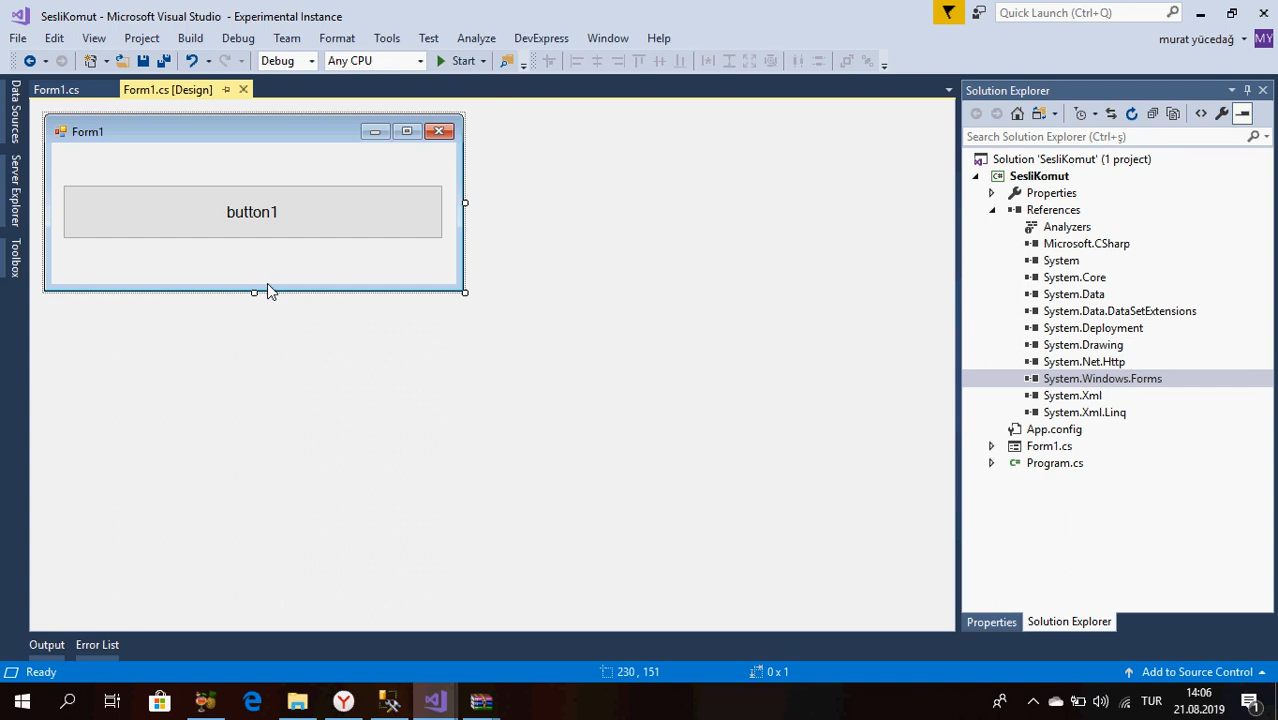 SesliKomut - Microsoft Visual Studio - Experimental Instance
Quick Launch (Ctrl+Q)
File Edit View Project Build Debug Team Format Tools Test Analyze DevExpress Window Help
murat yücedağ MY
Debug Any CPU Start
Form1.cs
Form1.cs [Design]
Data Sources
Server Explorer
Toolbox
Form1
button1
Solution Explorer
Search Solution Explorer (Ctrl+ş)
Solution 'SesliKomut' (1 project)
SesliKomut
Properties
References
Analyzers
Microsoft.CSharp
System
System.Core
System.Data
System.Data.DataSetExtensions
System.Deployment
System.Drawing
System.Net.Http
System.Windows.Forms
System.Xml
System.Xml.Linq
App.config
Form1.cs
Program.cs
Properties Solution Explorer
Output Error List
Ready 230 , 151 0 x 1 Add to Source Control
TUR
14:06
21.08.2019
1